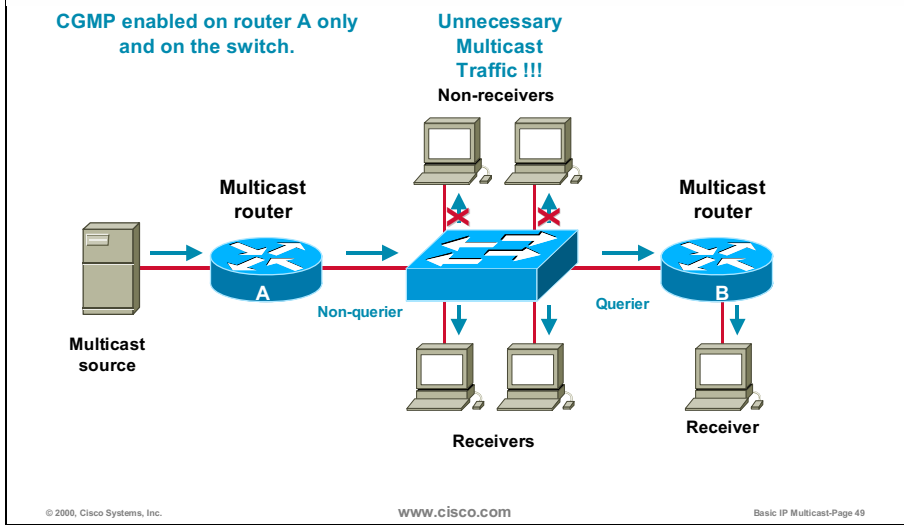 CGMP enabled on router A only
and on the switch.
Unnecessary
Multicast
Traffic !!!
Non-receivers
Multicast
router
Multicast
router
A
B
Non-querier
Querier
Multicast
source
Receivers
Receiver
© 2000, Cisco Systems, Inc.
www.cisco.com
Basic IP Multicast-Page 49